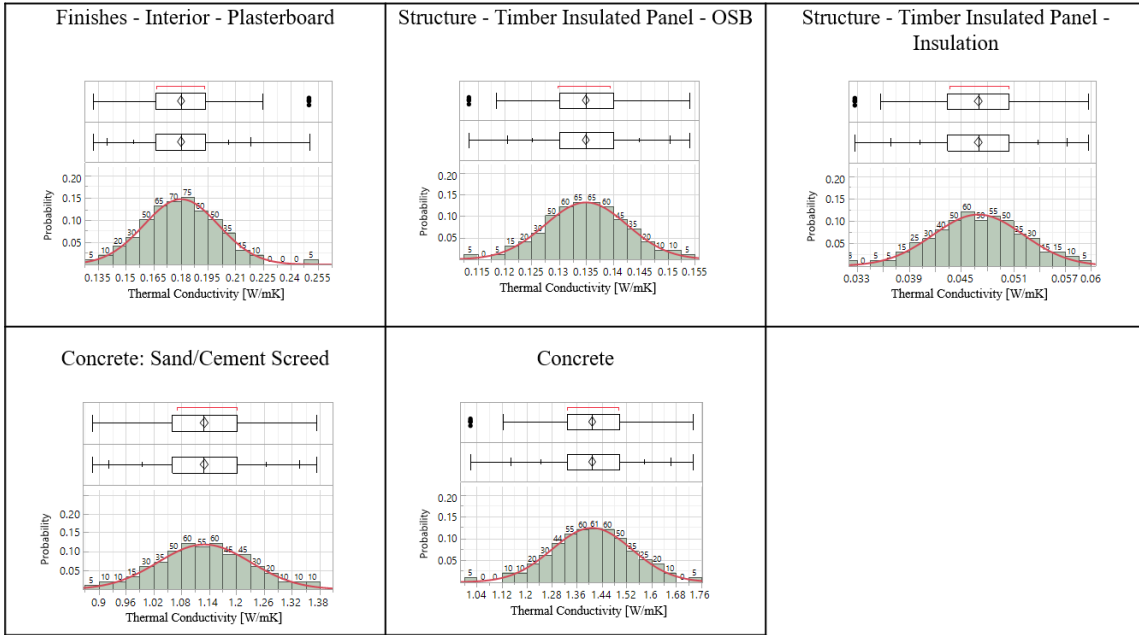 Finishes - Interior - Plasterboard
Probability
0.20
0.15
0.10
0.05
5 10 20 30 50 65 70 75 60 50 35 15 10 0 0 0 5
0.135 0.15 0.165 0.18 0.195 0.21 0.225 0.24 0.255
Thermal Conductivity [W/mK]
Structure - Timber Insulated Panel - OSB
Probability
0.20
0.15
0.10
0.05
5 0 5 15 20 30 50 60 65 65 60 45 35 20 10 10 5
0.115 0.12 0.125 0.13 0.135 0.14 0.145 0.15 0.155
Thermal Conductivity [W/mK]
Structure - Timber Insulated Panel -
Insulation
Probability
0.20
0.15
0.10
0.05
0 5 5 15 25 30 40 60 50 55 50 35 30 15 15 10 5
0.033 0.039 0.045 0.051 0.057 0.06
Thermal Conductivity [W/mK]
Concrete: Sand/Cement Screed
Probability
0.20
0.15
0.10
0.05
5 10 10 15 30 35 50 60 55 60 45 45 30 20 10 10 10
0.9 0.96 1.02 1.08 1.14 1.2 1.26 1.32 1.38
Thermal Conductivity [W/mK]
Concrete
Probability
0.20
0.15
0.10
0.05
5 0 0 10 10 20 30 44 55 60 61 60 50 35 25 20 10 0 5
1.04 1.12 1.2 1.28 1.36 1.44 1.52 1.6 1.68 1.76
Thermal Conductivity [W/mK]